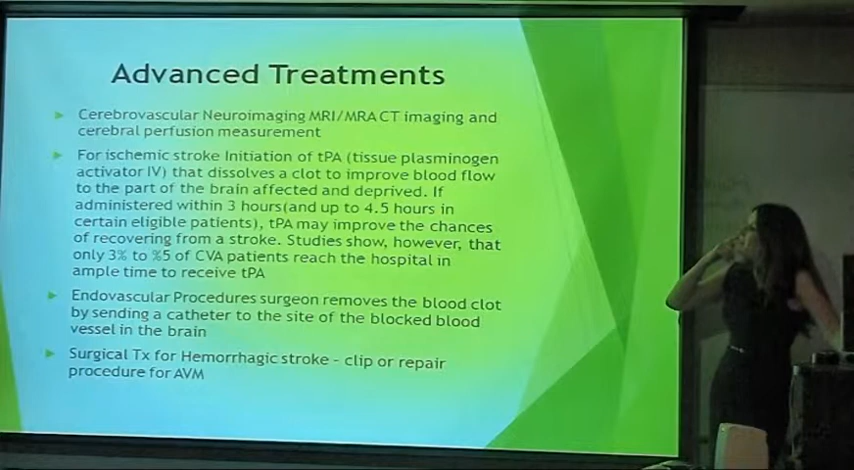 Advanced Treatments
Cerebrovascular Neuroimaging MRI/MRA CT imaging and
cerebral perfusion measurement
For ischemic stroke Initiation of tPA (tissue plasminogen
activator IV) that dissolves a clot to improve blood flow
to the part of the brain affected and deprived. If
administered within 3 hours(and up to 4.5 hours in
certain eligible patients), tPA may improve the chances
of recovering from a stroke. Studies show, however, that
only 3% to %5 of CVA patients reach the hospital in
ample time to receive tPA
Endovascular Procedures surgeon removes the blood clot
by sending a catheter to the site of the blocked blood
vessel in the brain
Surgical Tx for Hemorrhagic stroke - clip or repair
procedure for AVM